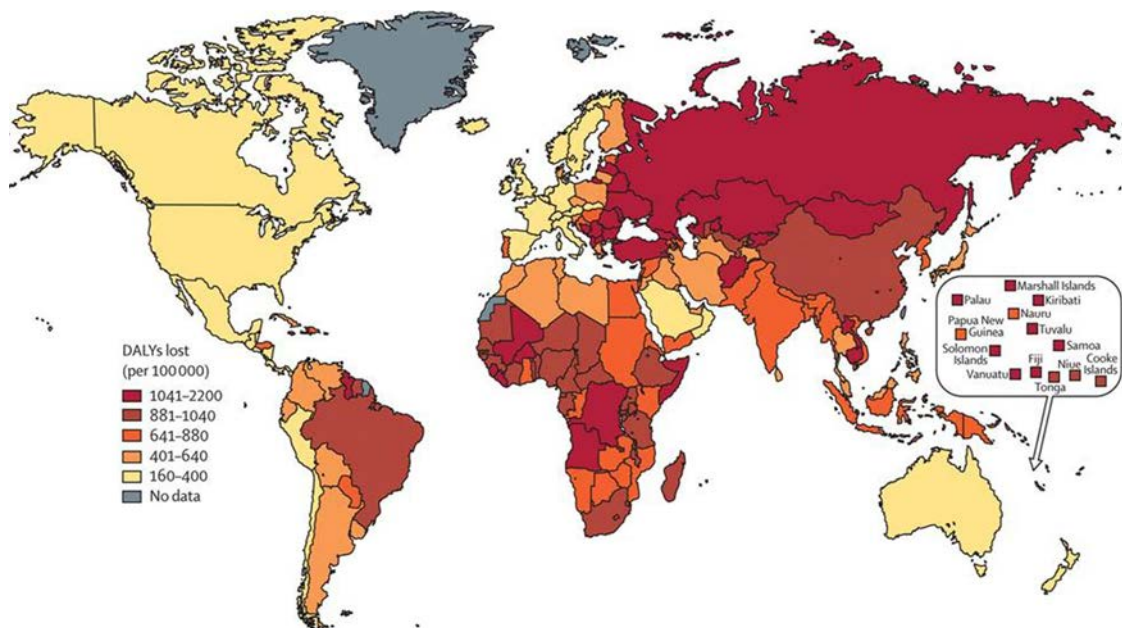 Marshall Islands
Palau
Kiribati
Nauru
Papua New
Guinea
Tuvalu
Samoa
Solomon
Islands
Fiji
Niue
Cooke
Islands
Vanuatu
Tonga
DALYs lost
(per 100 000)
1041–2200
881–1040
641–880
401–640
160–400
No data